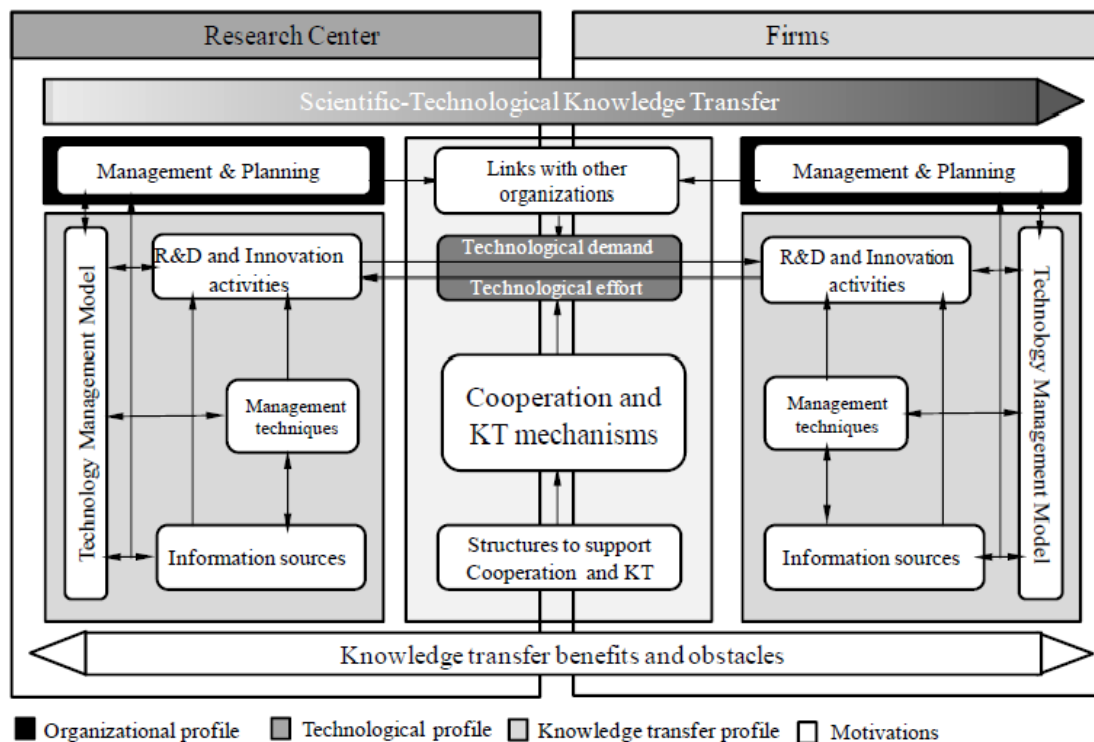 Research Center
Firms
Scientific-Technological Knowledge Transfer
Management & Planning
Links with other
organizations
Management & Planning
Technology Management Model
R&D and Innovation
activities
Technological demand
Technological effort
R&D and Innovation
activities
Technology Management Model
Management
techniques
Cooperation and
KT mechanisms
Management
techniques
Information sources
Structures to support
Cooperation and KT
Information sources
Knowledge transfer benefits and obstacles
Organizational profile
Technological profile
Knowledge transfer profile
Motivations